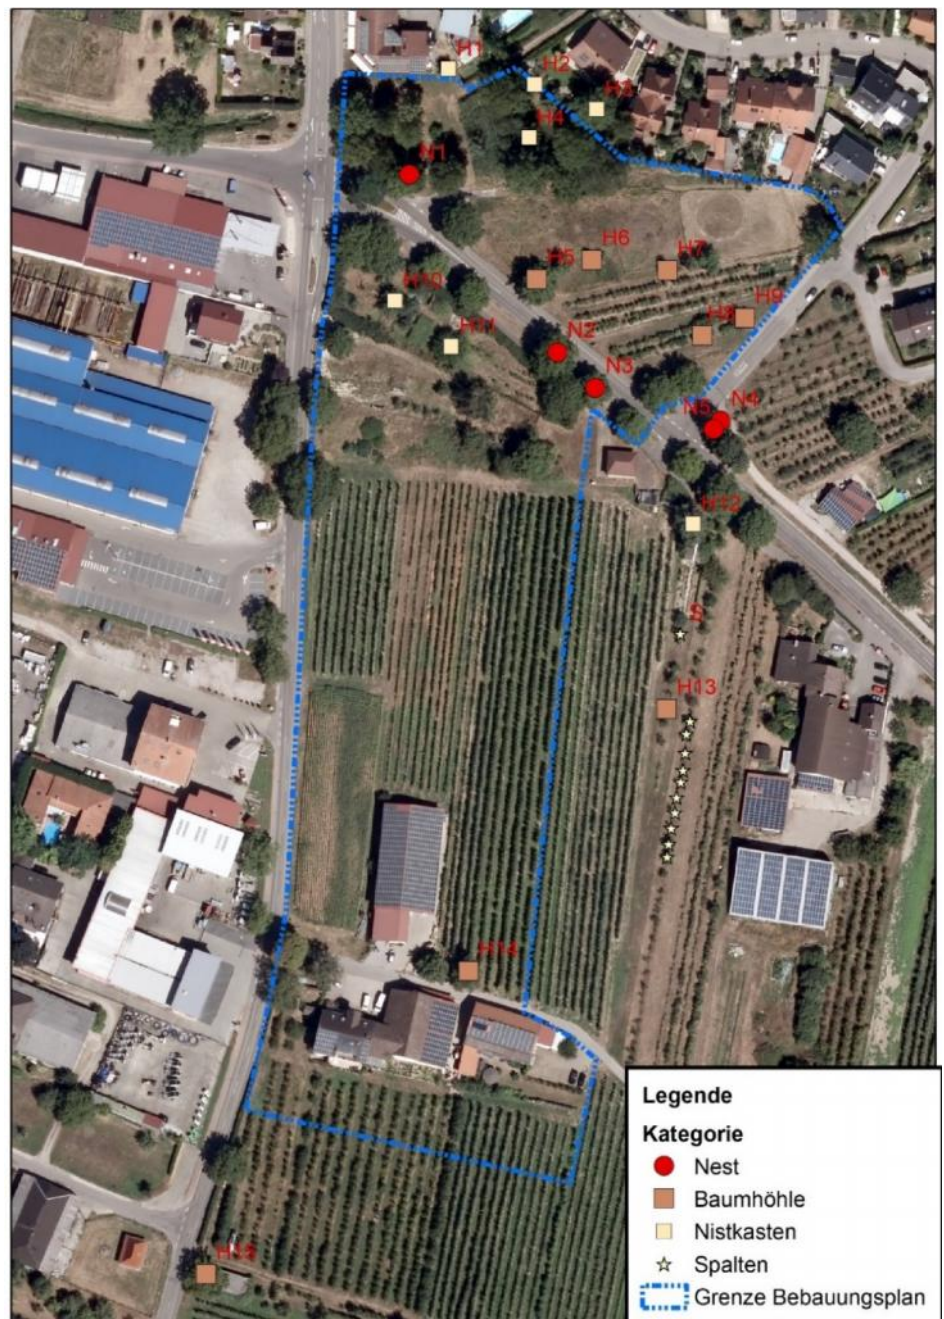 H1
H2
H3
H4
N1
H6
H5
H7
H10
H9
H8
H11
N2
N3
N4
N5
H12
S
H13
H14
H15
Legende
Kategorie
Nest
Baumhöhle
Nistkasten
Spalten
Grenze Bebauungsplan